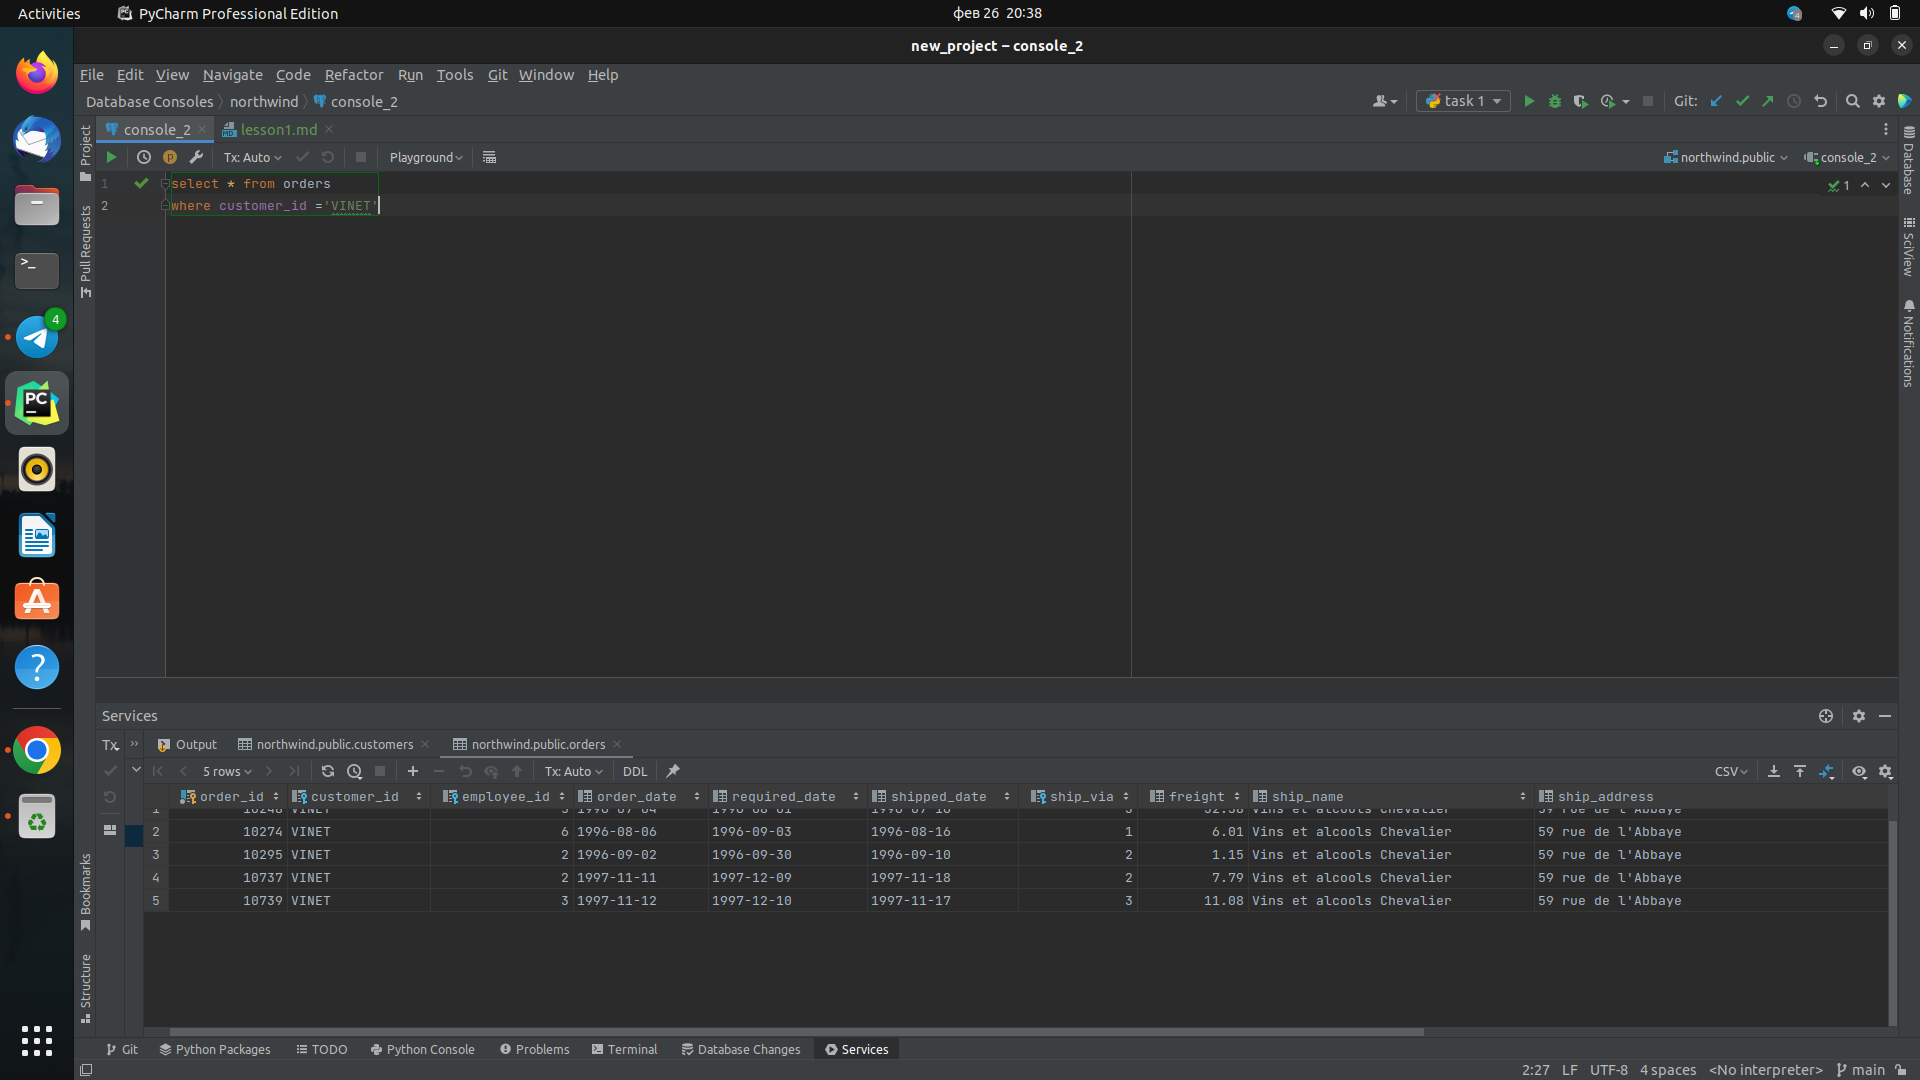 Activities PyCharm Professional Edition фев 26 20:38
new_project – console_2
File Edit View Navigate Code Refactor Run Tools Git Window Help
Database Consoles northwind console_2 task 1 Git:
console_2 lesson1.md
Tx: Auto Playground northwind.public console_2
1 select * from orders 1
2 where customer_id ='VINET'
Project
Pull Requests
Bookmarks
Structure
Database
SciView
Notifications
4
PC
Services
Tx Output northwind.public.customers northwind.public.orders
5 rows Tx: Auto DDL CSV
order_id customer_id employee_id order_date required_date shipped_date ship_via freight ship_name ship_address
2 10274 VINET 6 1996-08-06 1996-09-03 1996-08-16 1 6.01 Vins et alcools Chevalier 59 rue de l'Abbaye
3 10295 VINET 2 1996-09-02 1996-09-30 1996-09-10 2 1.15 Vins et alcools Chevalier 59 rue de l'Abbaye
4 10737 VINET 2 1997-11-11 1997-12-09 1997-11-18 2 7.79 Vins et alcools Chevalier 59 rue de l'Abbaye
5 10739 VINET 3 1997-11-12 1997-12-10 1997-11-17 3 11.08 Vins et alcools Chevalier 59 rue de l'Abbaye
Git Python Packages TODO Python Console Problems Terminal Database Changes Services
2:27 LF UTF-8 4 spaces <No interpreter> main